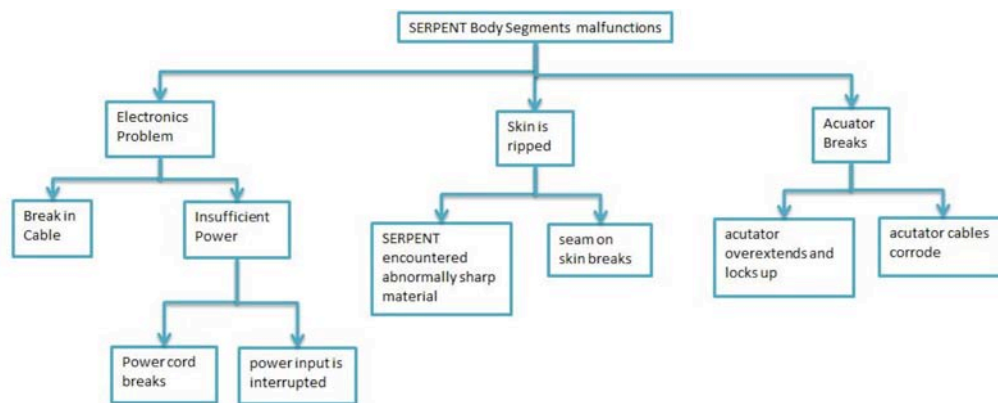 SERPENT Body Segments malfunctions
Electronics
Problem
Skin is
ripped
Acuator
Breaks
Break in
Cable
Insufficient
Power
SERPENT
encountered
abnormally sharp
material
seam on
skin breaks
acutator
overextends and
locks up
acutator cables
corrode
Power cord
breaks
power input is
interrupted